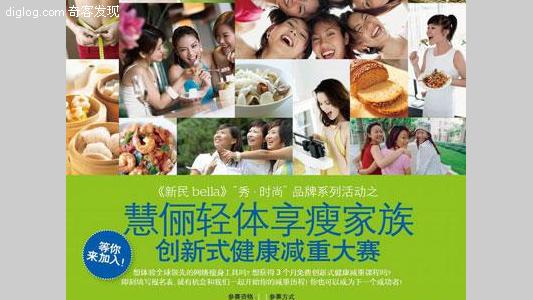 diglog.com 奇客发现
《新民 bella》“秀·时尚”品牌系列活动之
慧俪轻体享瘦家族
创新式健康减重大赛
等你
来加入!
想体验全球领先的网络瘦身工具吗？想获得3个月免费创新式健康减重课程吗？
即刻填写报名表，就有机会和我们一起开始你的减重历程！你也可以成为下一个成功者！
参赛资格 | 参赛方式